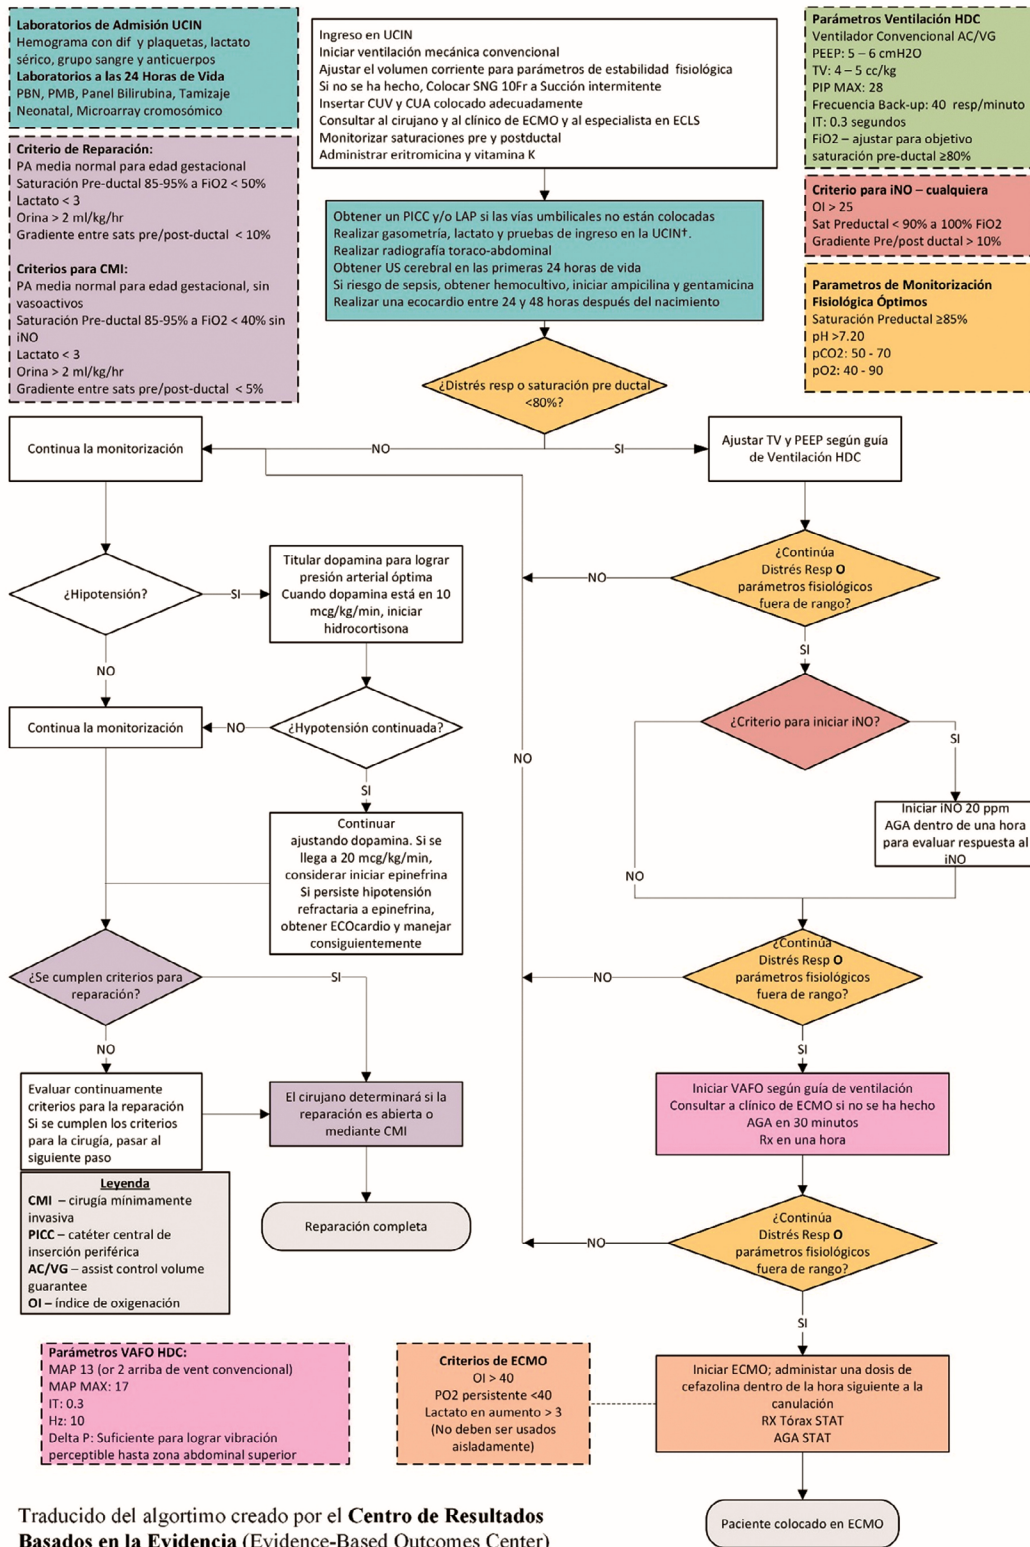 Laboratorios de Admisión UCIN
Hemograma con dif y plaquetas, lactato
sérico, grupo sangre y anticuerpos
Laboratorios a las 24 Horas de Vida
PBN, PMB, Panel Bilirrubina, Tamizaje
Neonatal, Microarray cromosómico
Criterio de Reparación:
PA media normal para edad gestacional
Saturación Pre-ductal 85-95% a FiO2 < 50%
Lactato < 3
Orina > 2 ml/kg/hr
Gradiente entre sats pre/post-ductal < 10%
Criterios para CMI:
PA media normal para edad gestacional, sin
vasoactivos
Saturación Pre-ductal 85-95% a FiO2 < 40% sin
iNO
Lactato < 3
Orina > 2 ml/kg/hr
Gradiente entre sats pre/post-ductal < 5%
Ingreso en UCIN
Iniciar ventilación mecánica convencional
Ajustar el volumen corriente para parámetros de estabilidad fisiológica
Si no se ha hecho, Colocar SNG 10Fr a Succión intermitente
Insertar CUV y CUA colocado adecuadamente
Consultar al cirujano y al clínico de ECMO y al especialista en ECLS
Monitorizar saturaciones pre y postductal
Administrar eritromicina y vitamina K
Obtener un PICC y/o LAP si las vías umbilicales no están colocadas
Realizar gasometría, lactato y pruebas de ingreso en la UCIN†.
Realizar radiografía toraco-abdominal
Obtener US cerebral en las primeras 24 horas de vida
Si riesgo de sepsis, obtener hemocultivo, iniciar ampicilina y gentamicina
Realizar una ecocardio entre 24 y 48 horas después del nacimiento
Parámetros Ventilación HDC
Ventilador Convencional AC/VG
PEEP: 5 – 6 cmH2O
TV: 4 – 5 cc/kg
PIP MAX: 28
Frecuencia Back-up: 40 resp/minuto
IT: 0.3 segundos
FiO2 – ajustar para objetivo
saturación pre-ductal ≥80%
Criterio para iNO – cualquiera
OI > 25
Sat Preductal < 90% a 100% FiO2
Gradiente Pre/post ductal > 10%
Parametros de Monitorización
Fisiológica Óptimos
Saturación Preductal ≥85%
pH >7.20
pCO2: 50 - 70
pO2: 40 - 90
¿Distrés resp o saturación pre ductal
<80%?
NO
SI
Continua la monitorización
Ajustar TV y PEEP según guía
de Ventilación HDC
¿Hipotensión?
SI
NO
Titular dopamina para lograr
presión arterial óptima
Cuando dopamina está en 10
mcg/kg/min, iniciar
hidrocortisona
¿Continúa
Distrés Resp O
parámetros fisiológicos
fuera de rango?
NO
SI
Continua la monitorización
NO
¿Hypotensión continuada?
SI
NO
¿Criterio para iniciar iNO?
SI
NO
Continuar
ajustando dopamina. Si se
llega a 20 mcg/kg/min,
considerar iniciar epinefrina
Si persiste hipotensión
refractaria a epinefrina,
obtener ECOcardio y manejar
consiguientemente
Iniciar iNO 20 ppm
AGA dentro de una hora
para evaluar respuesta al
iNO
¿Se cumplen criterios para
reparación?
SI
NO
¿Continúa
Distrés Resp O
parámetros fisiológicos
fuera de rango?
NO
SI
Evaluar continuamente
criterios para la reparación
Si se cumplen los criterios
para la cirugía, pasar al
siguiente paso
El cirujano determinará si la
reparación es abierta o
mediante CMI
Iniciar VAFO según guía de ventilación
Consultar a clínico de ECMO si no se ha hecho
AGA en 30 minutos
Rx en una hora
Leyenda
CMI – cirugía mínimamente
invasiva
PICC – catéter central de
inserción periférica
AC/VG – assist control volume
guarantee
OI – índice de oxigenación
Reparación completa
¿Continúa
Distrés Resp O
parámetros fisiológicos
fuera de rango?
NO
SI
Parámetros VAFO HDC:
MAP 13 (or 2 arriba de vent convencional)
MAP MAX: 17
IT: 0.3
Hz: 10
Delta P: Suficiente para lograr vibración
perceptible hasta zona abdominal superior
Criterios de ECMO
OI > 40
PO2 persistente <40
Lactato en aumento > 3
(No deben ser usados
aisladamente)
Iniciar ECMO; administar una dosis de
cefazolina dentro de la hora siguiente a la
canulación
RX Tórax STAT
AGA STAT
Paciente colocado en ECMO
Traducido del algortimo creado por el Centro de Resultados
Basados en la Evidencia (Evidence-Based Outcomes Center)